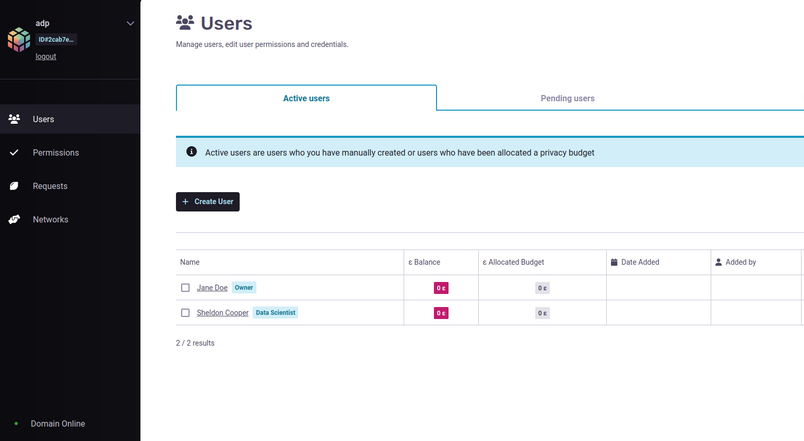 adp
ID#2cab7e...
logout
Users
Permissions
Requests
Networks
Domain Online
Users
Manage users, edit user permissions and credentials.
Active users
Pending users
Active users are users who you have manually created or users who have been allocated a privacy budget
+ Create User
Name
ε Balance
ε Allocated Budget
Date Added
Added by
Jane Doe Owner 0 ε 0 ε
Sheldon Cooper Data Scientist 0 ε 0 ε
2 / 2 results